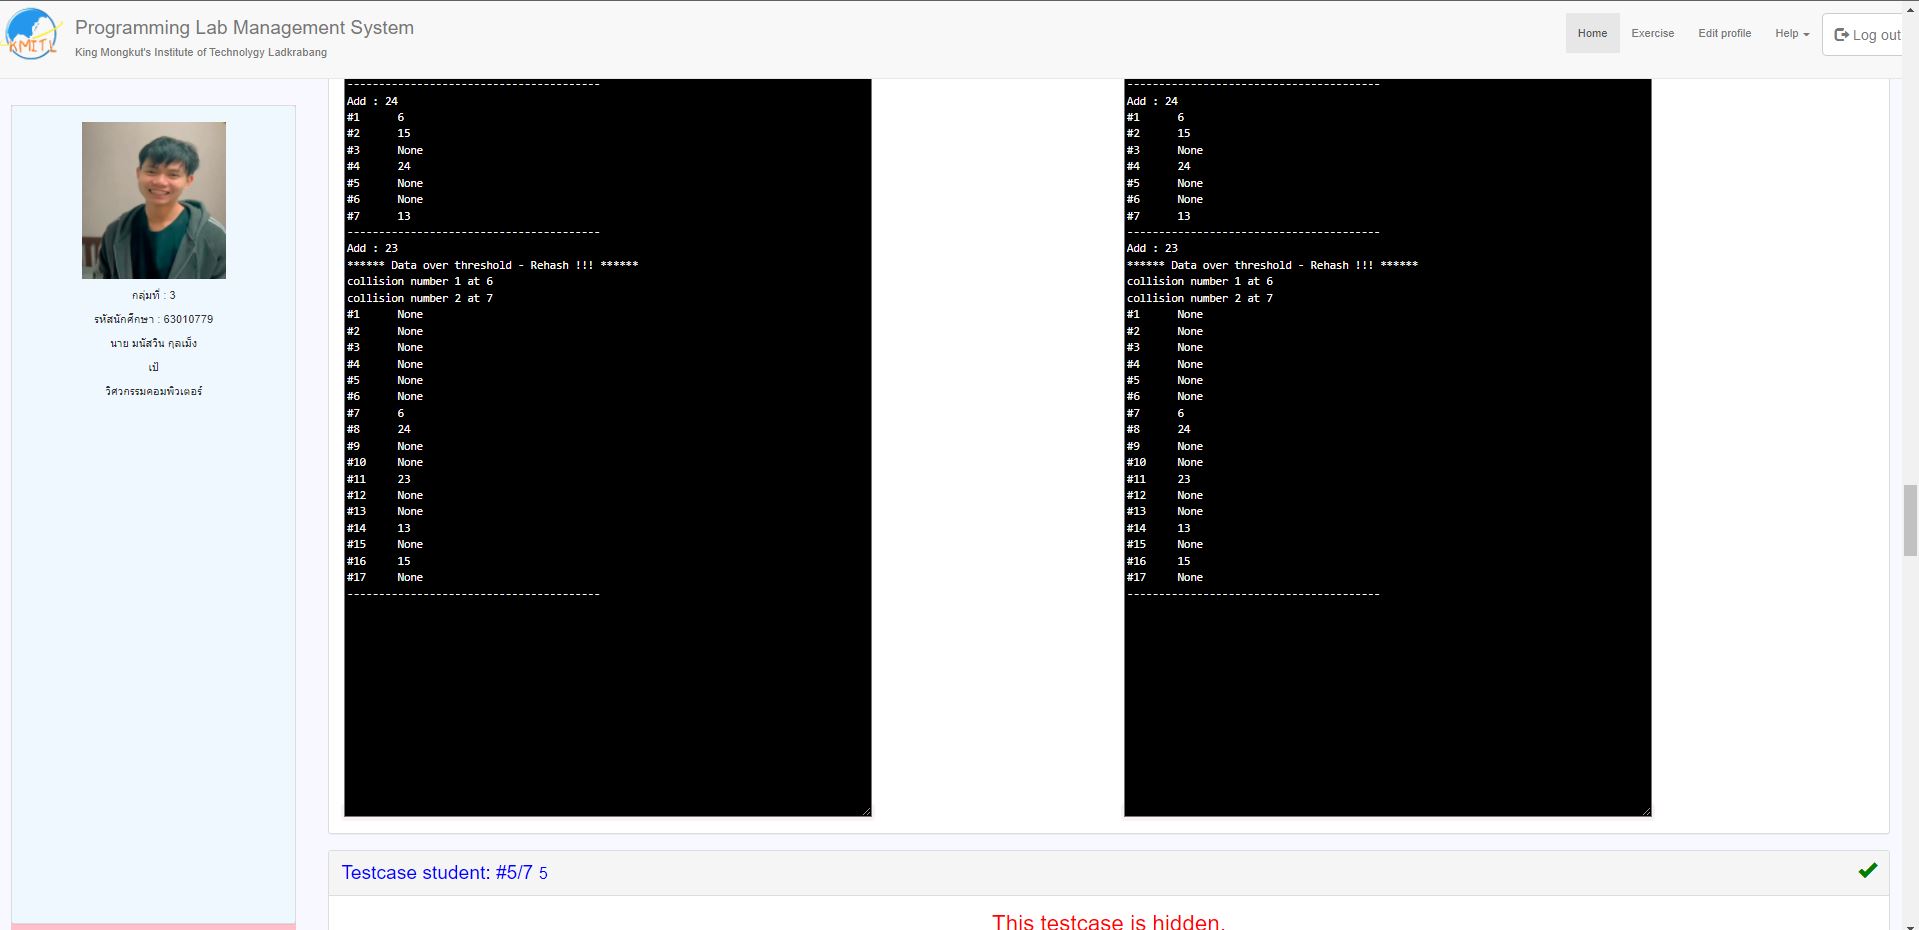 KMITL
Programming Lab Management System
King Mongkut's Institute of Technolygy Ladkrabang
Home
Exercise
Edit profile
Help
Log out
กลุ่มที่ : 3
รหัสนักศึกษา : 63010779
นาย มนัสวิน กุลเม็ง
เป้
วิศวกรรมคอมพิวเตอร์
---------------------------------------
Add : 24
#1 6
#2 15
#3 None
#4 24
#5 None
#6 None
#7 13
---------------------------------------
Add : 23
****** Data over threshold - Rehash !!! ******
collision number 1 at 6
collision number 2 at 7
#1 None
#2 None
#3 None
#4 None
#5 None
#6 None
#7 6
#8 24
#9 None
#10 None
#11 23
#12 None
#13 None
#14 13
#15 None
#16 15
#17 None
---------------------------------------
---------------------------------------
Add : 24
#1 6
#2 15
#3 None
#4 24
#5 None
#6 None
#7 13
---------------------------------------
Add : 23
****** Data over threshold - Rehash !!! ******
collision number 1 at 6
collision number 2 at 7
#1 None
#2 None
#3 None
#4 None
#5 None
#6 None
#7 6
#8 24
#9 None
#10 None
#11 23
#12 None
#13 None
#14 13
#15 None
#16 15
#17 None
---------------------------------------
Testcase student: #5/7 5
This testcase is hidden.